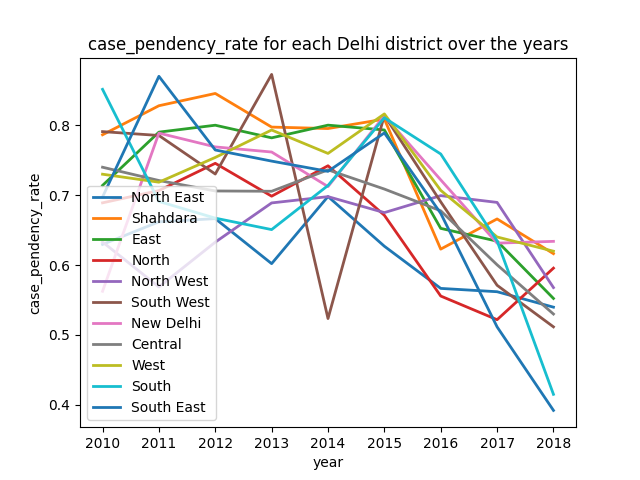 case_pendency_rate for each Delhi district over the years
case_pendency_rate
0.8
0.7
0.6
0.5
0.4
North East
Shahdara
East
North
North West
South West
New Delhi
Central
West
South
South East
2010 2011 2012 2013 2014 2015 2016 2017 2018
year